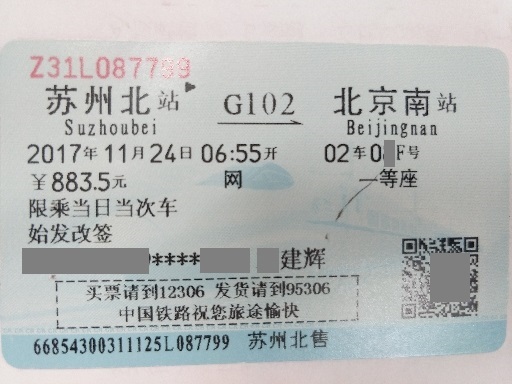 Z31L087799
苏州北站 G102 北京南站
Suzhoubei Beijingnan
2017年11月24日06:55开 02车0 F号
¥883.5元 网 一等座
限乘当日当次车
始发改签
**** 建辉
买票请到12306 发货请到95306
中国铁路祝您旅途愉快
66854300311125L087799 苏州北售